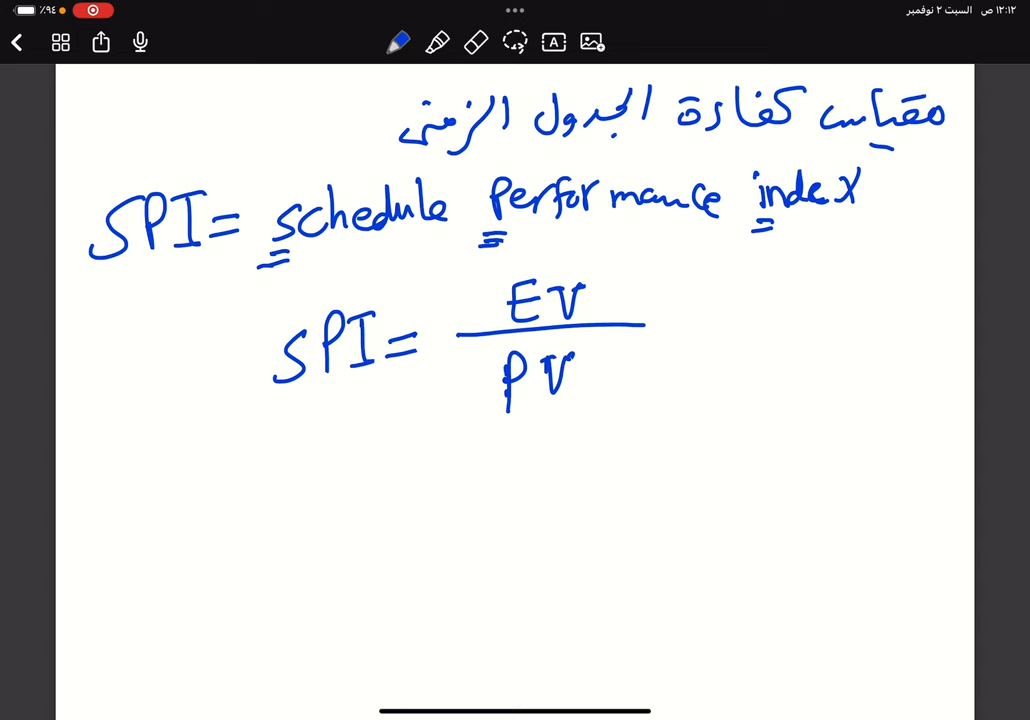 ٪٩٤ ١٢:١٢ ص السبت ٢ نوفمبر
مقياس كفاءة الجدول الزمني
SPI= schedule performance index
SPI= EV
PV